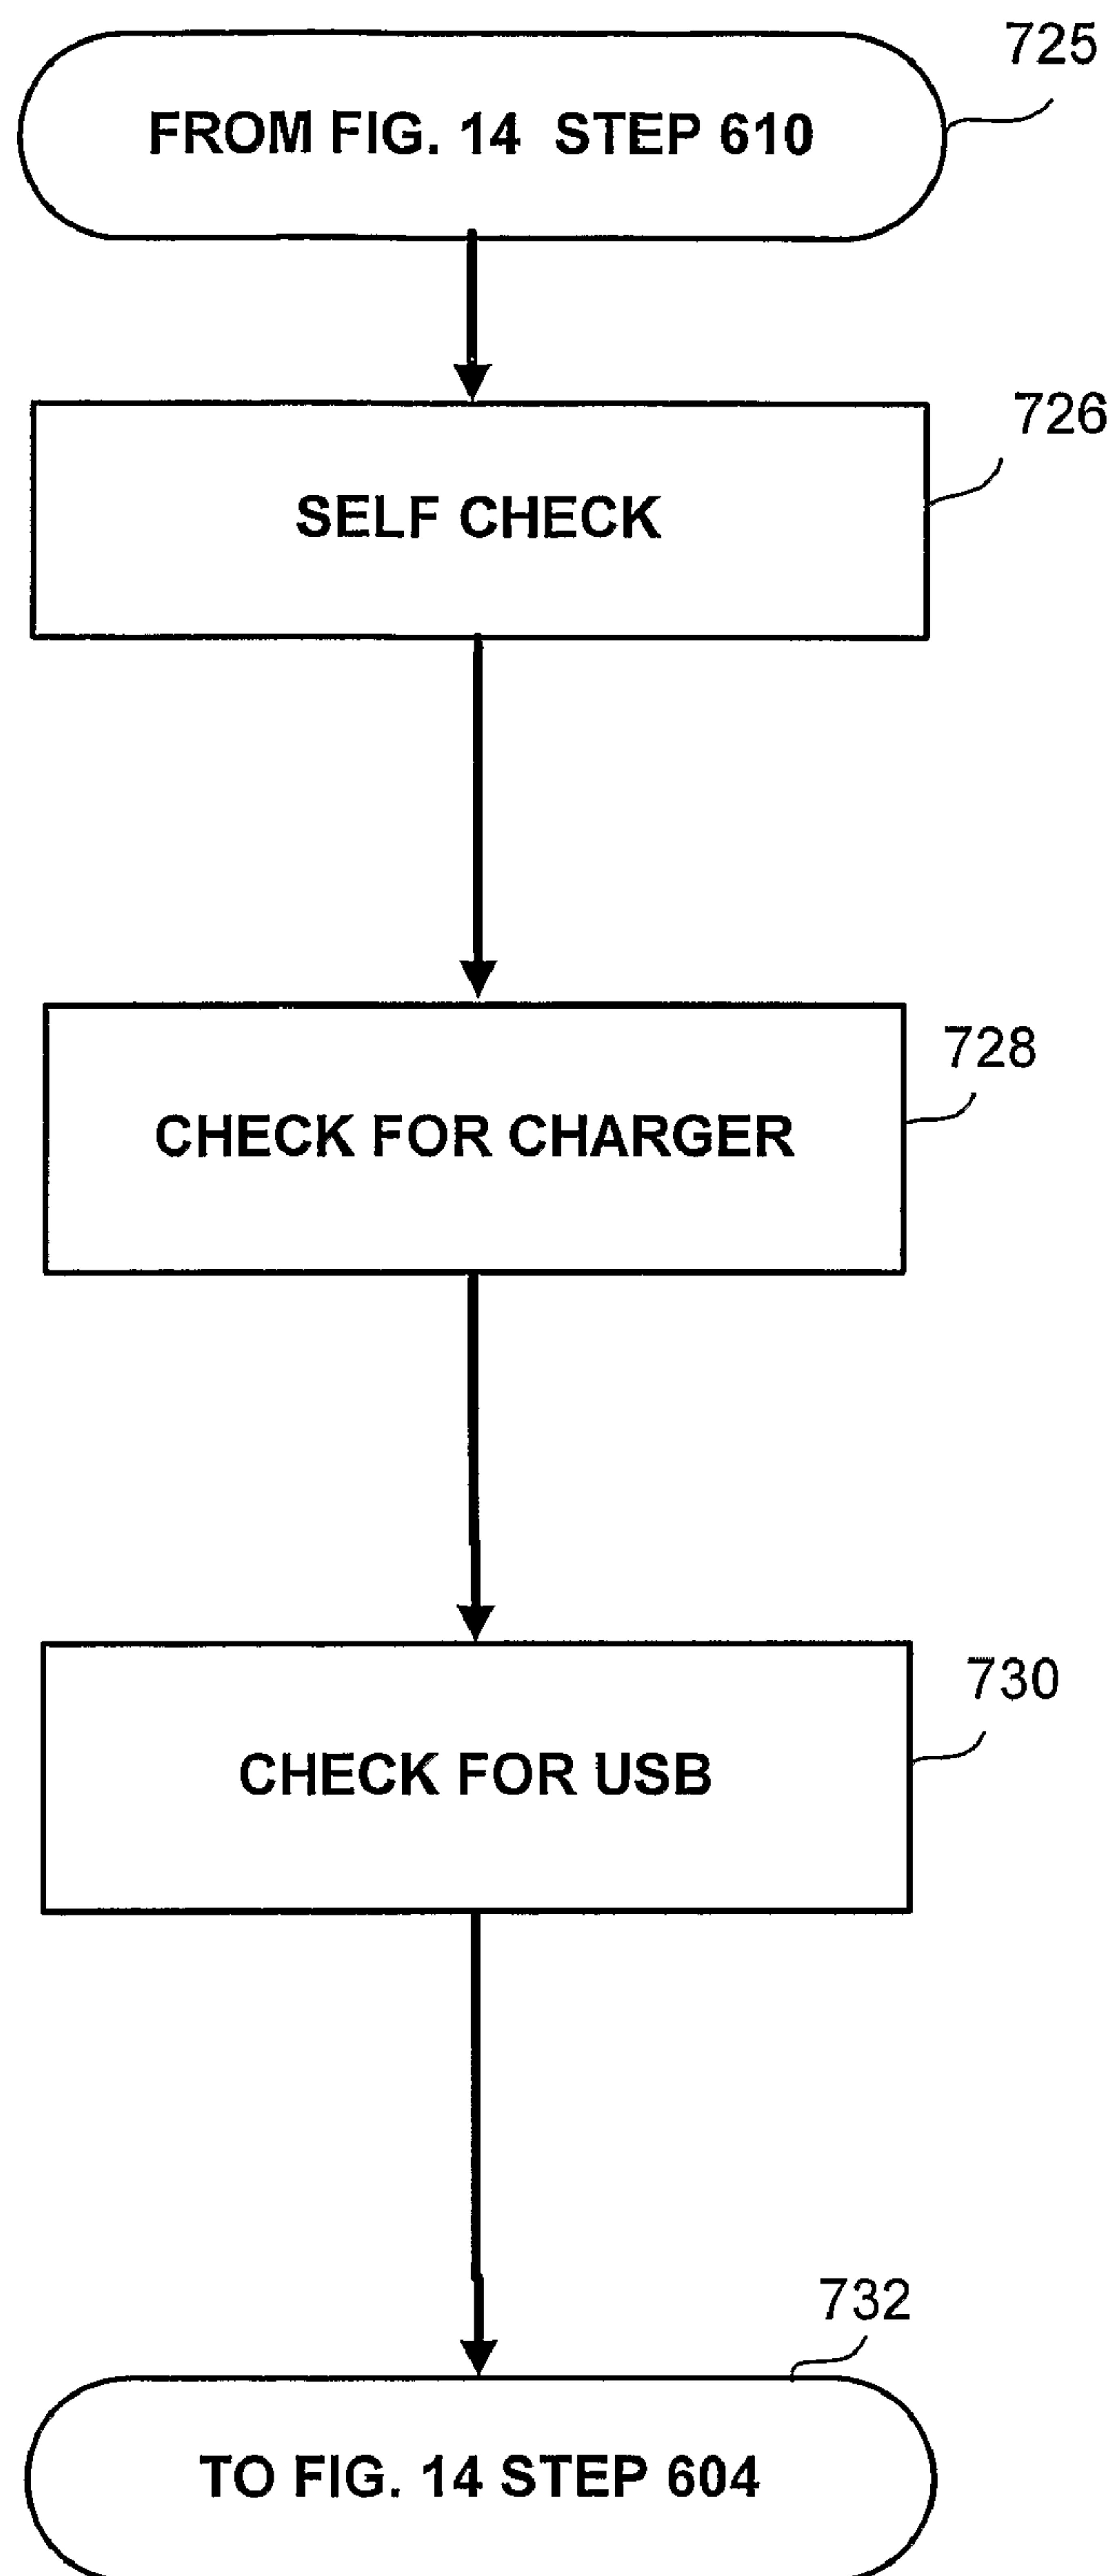 725
FROM FIG. 14 STEP 610
726
SELF CHECK
728
CHECK FOR CHARGER
730
CHECK FOR USB
732
TO FIG. 14 STEP 604